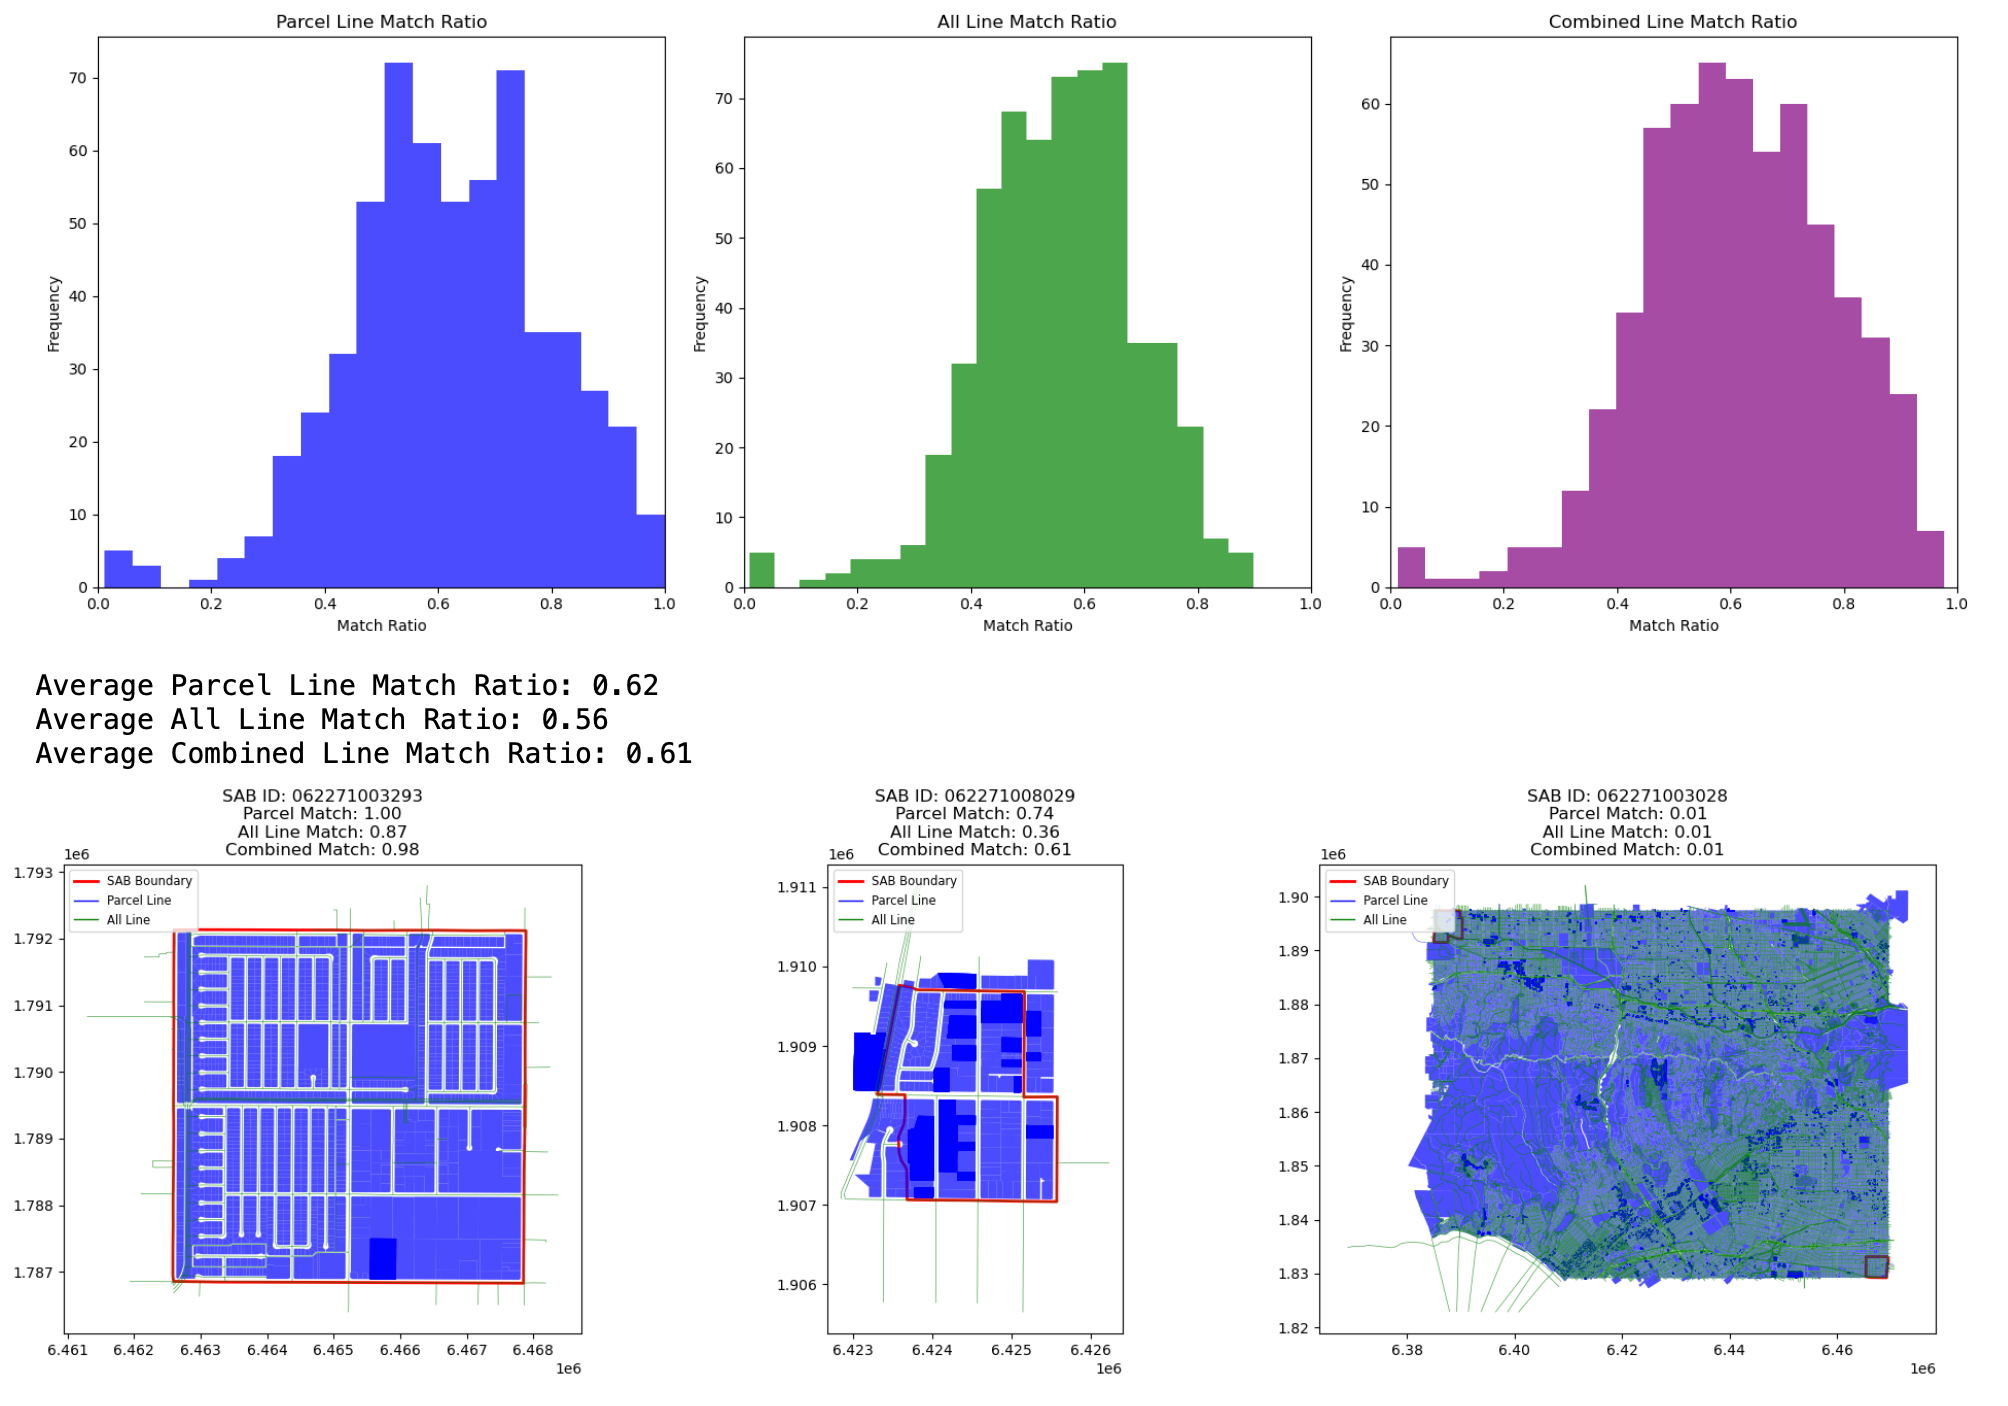 Parcel Line Match Ratio
Frequency
70
60
50
40
30
20
10
0
0.0 0.2 0.4 0.6 0.8 1.0
Match Ratio
All Line Match Ratio
Frequency
70
60
50
40
30
20
10
0
0.0 0.2 0.4 0.6 0.8 1.0
Match Ratio
Combined Line Match Ratio
Frequency
60
50
40
30
20
10
0
0.0 0.2 0.4 0.6 0.8 1.0
Match Ratio
Average Parcel Line Match Ratio: 0.62
Average All Line Match Ratio: 0.56
Average Combined Line Match Ratio: 0.61
SAB ID: 062271003293
Parcel Match: 1.00
All Line Match: 0.87
Combined Match: 0.98
1e6
SAB Boundary
Parcel Line
All Line
1.793
1.792
1.791
1.790
1.789
1.788
1.787
6.461 6.462 6.463 6.464 6.465 6.466 6.467 6.468
1e6
SAB ID: 062271008029
Parcel Match: 0.74
All Line Match: 0.36
Combined Match: 0.61
1e6
SAB Boundary
Parcel Line
All Line
1.911
1.910
1.909
1.908
1.907
1.906
6.423 6.424 6.425 6.426
1e6
SAB ID: 062271003028
Parcel Match: 0.01
All Line Match: 0.01
Combined Match: 0.01
1e6
SAB Boundary
Parcel Line
All Line
1.90
1.89
1.88
1.87
1.86
1.85
1.84
1.83
1.82
6.38 6.40 6.42 6.44 6.46
1e6